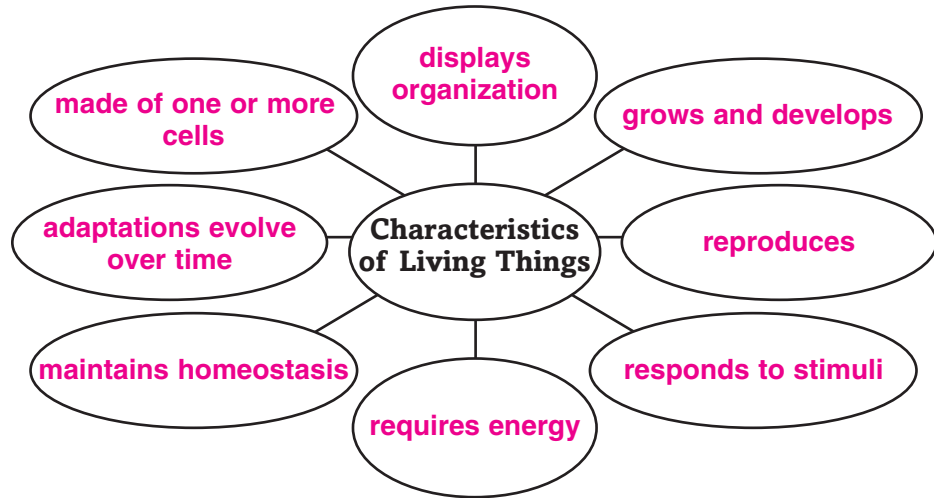 displays
organization
made of one or more
cells
grows and develops
adaptations evolve
over time
Characteristics
of Living Things
reproduces
maintains homeostasis
responds to stimuli
requires energy